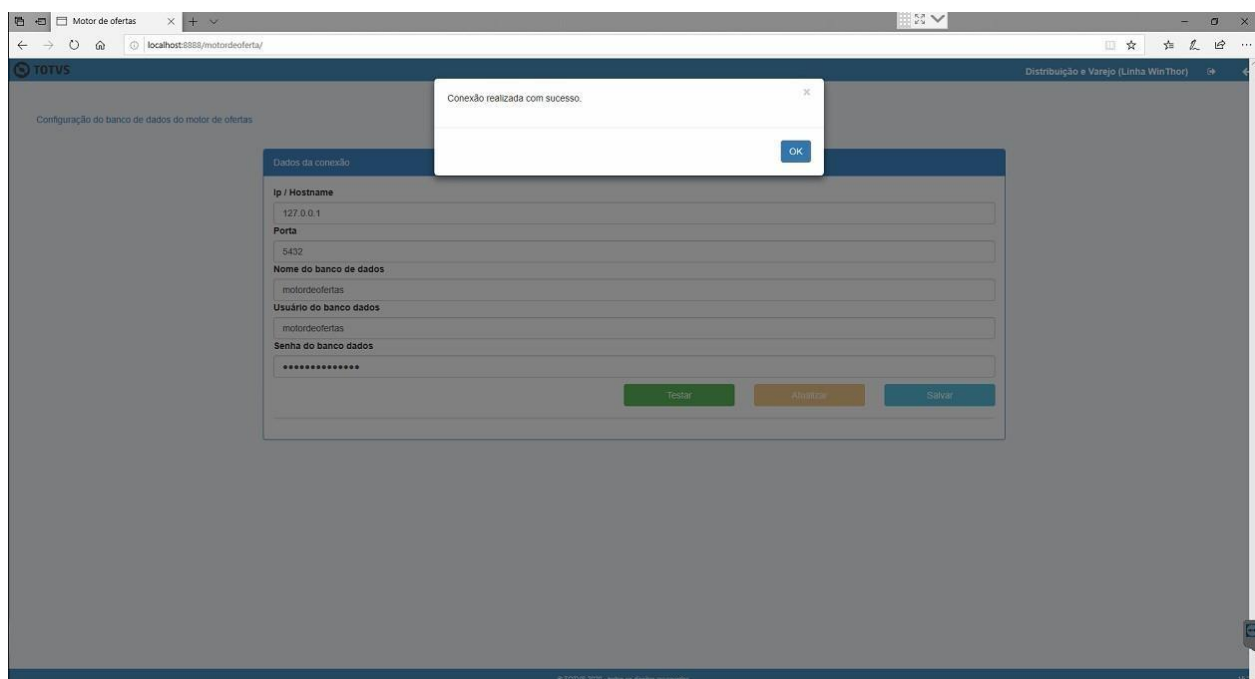 Motor de ofertas
localhost:8888/motordeoferta/
TOTVS
Distribuição e Varejo (Linha WinThor)
Conexão realizada com sucesso.
OK
Configuração do banco de dados do motor de ofertas
Dados da conexão
Ip / Hostname
127.0.0.1
Porta
5432
Nome do banco de dados
motordeofertas
Usuário do banco dados
motordeofertas
Senha do banco dados
Testar
Atualizar
Salvar